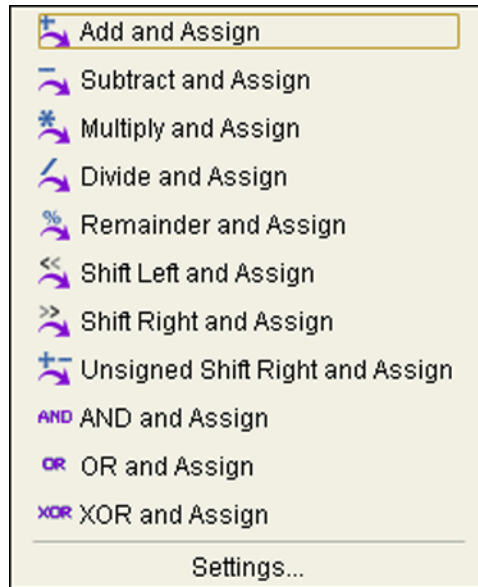 Add and Assign
Subtract and Assign
Multiply and Assign
Divide and Assign
% Remainder and Assign
<< Shift Left and Assign
>> Shift Right and Assign
Unsigned Shift Right and Assign
AND AND and Assign
OR OR and Assign
XOR XOR and Assign
Settings...